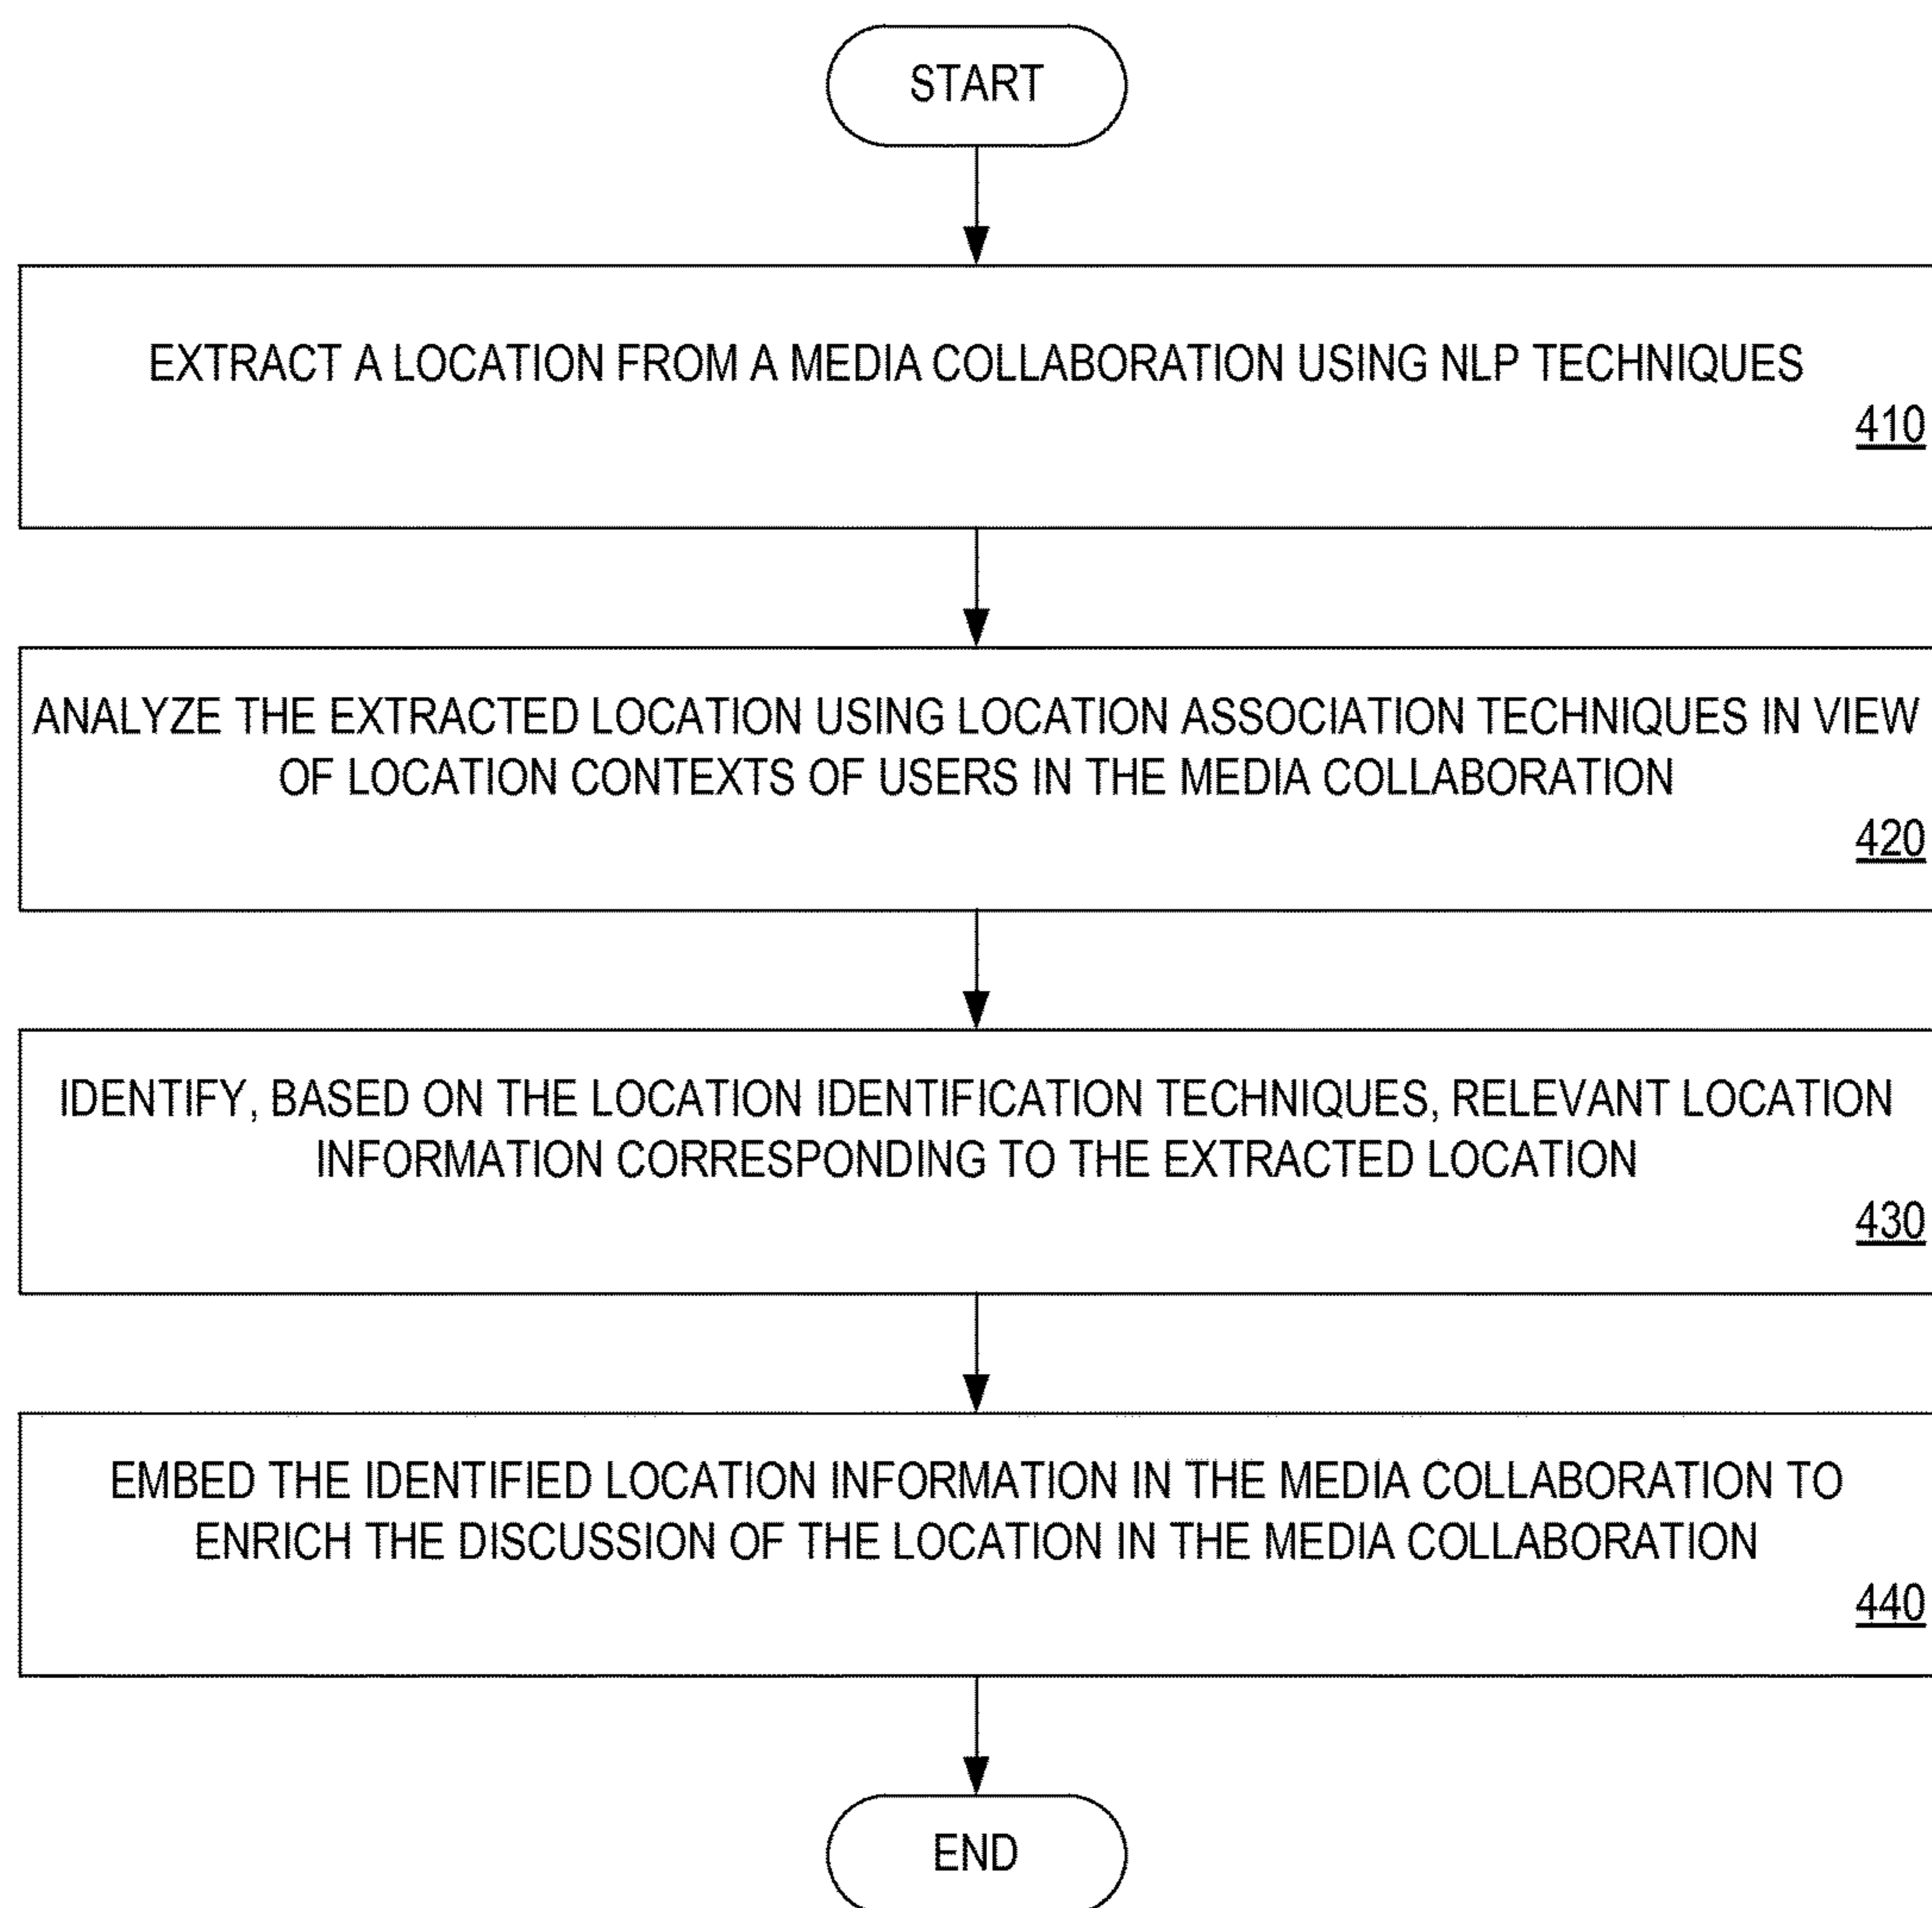 START
EXTRACT A LOCATION FROM A MEDIA COLLABORATION USING NLP TECHNIQUES
410
ANALYZE THE EXTRACTED LOCATION USING LOCATION ASSOCIATION TECHNIQUES IN VIEW
OF LOCATION CONTEXTS OF USERS IN THE MEDIA COLLABORATION
420
IDENTIFY, BASED ON THE LOCATION IDENTIFICATION TECHNIQUES, RELEVANT LOCATION
INFORMATION CORRESPONDING TO THE EXTRACTED LOCATION
430
EMBED THE IDENTIFIED LOCATION INFORMATION IN THE MEDIA COLLABORATION TO
ENRICH THE DISCUSSION OF THE LOCATION IN THE MEDIA COLLABORATION
440
END